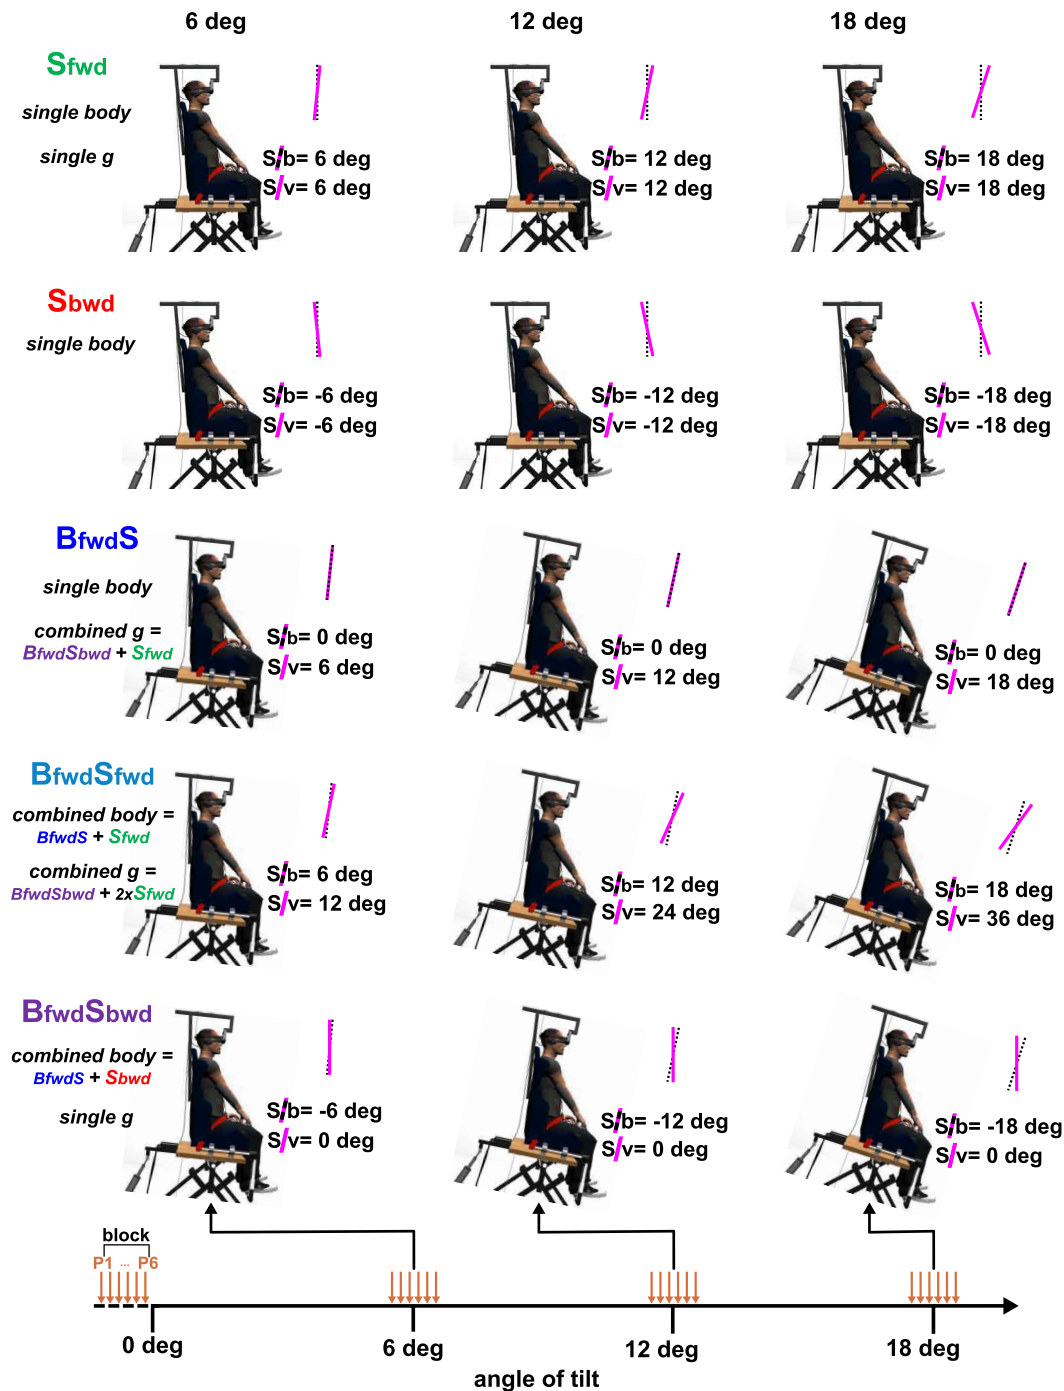 6 deg 12 deg 18 deg
Sfwd
single body
single g
S/b= 6 deg S/b= 12 deg S/b= 18 deg
S/v= 6 deg S/v= 12 deg S/v= 18 deg
Sbwd
single body
S/b= -6 deg S/b= -12 deg S/b= -18 deg
S/v= -6 deg S/v= -12 deg S/v= -18 deg
BfwdS
single body
combined g =
BfwdSbwd + Sfwd
S/b= 0 deg S/b= 0 deg S/b= 0 deg
S/v= 6 deg S/v= 12 deg S/v= 18 deg
BfwdSfwd
combined body =
BfwdS + Sfwd
combined g =
BfwdSbwd + 2xSfwd
S/b= 6 deg S/b= 12 deg S/b= 18 deg
S/v= 12 deg S/v= 24 deg S/v= 36 deg
BfwdSbwd
combined body =
BfwdS + Sbwd
single g
S/b= -6 deg S/b= -12 deg S/b= -18 deg
S/v= 0 deg S/v= 0 deg S/v= 0 deg
block
P1 ... P6
0 deg 6 deg 12 deg 18 deg
angle of tilt